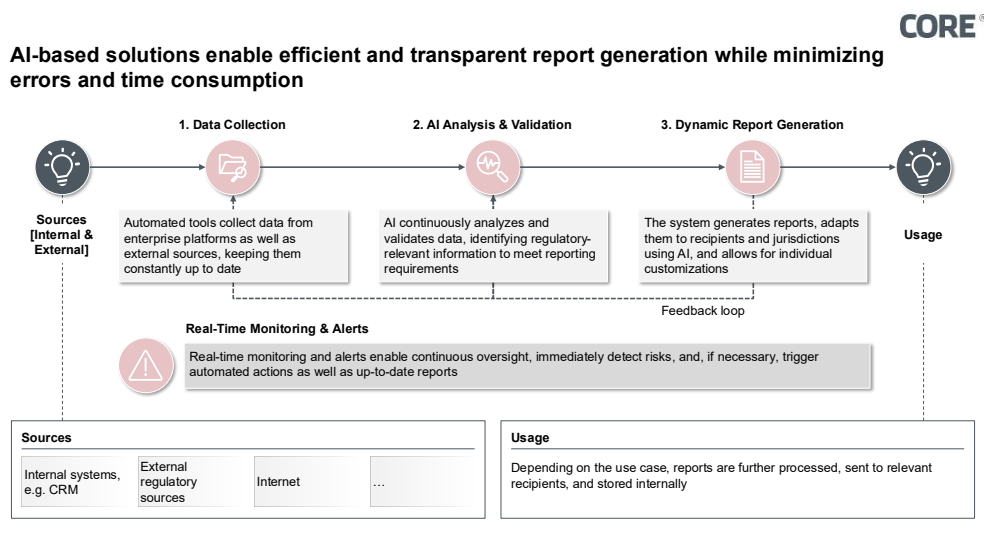 CORE®
AI-based solutions enable efficient and transparent report generation while minimizing
errors and time consumption
1. Data Collection
2. AI Analysis & Validation
3. Dynamic Report Generation
Sources
[Internal &
External]
Automated tools collect data from
enterprise platforms as well as
external sources, keeping them
constantly up to date
AI continuously analyzes and
validates data, identifying regulatory-
relevant information to meet reporting
requirements
The system generates reports, adapts
them to recipients and jurisdictions
using AI, and allows for individual
customizations
Usage
Feedback loop
Real-Time Monitoring & Alerts
Real-time monitoring and alerts enable continuous oversight, immediately detect risks, and, if necessary, trigger
automated actions as well as up-to-date reports
Sources
Internal systems,
e.g. CRM
External
regulatory
sources
Internet
…
Usage
Depending on the use case, reports are further processed, sent to relevant
recipients, and stored internally